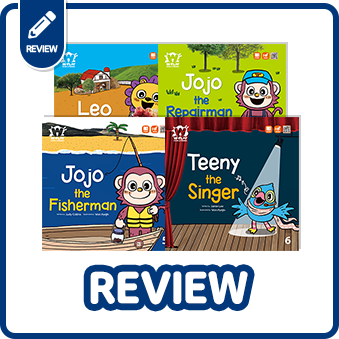 REVIEW
Leo
Jojo
the
Repairman
Jojo
the
Fisherman
Teeny
the
Singer
6
REVIEW